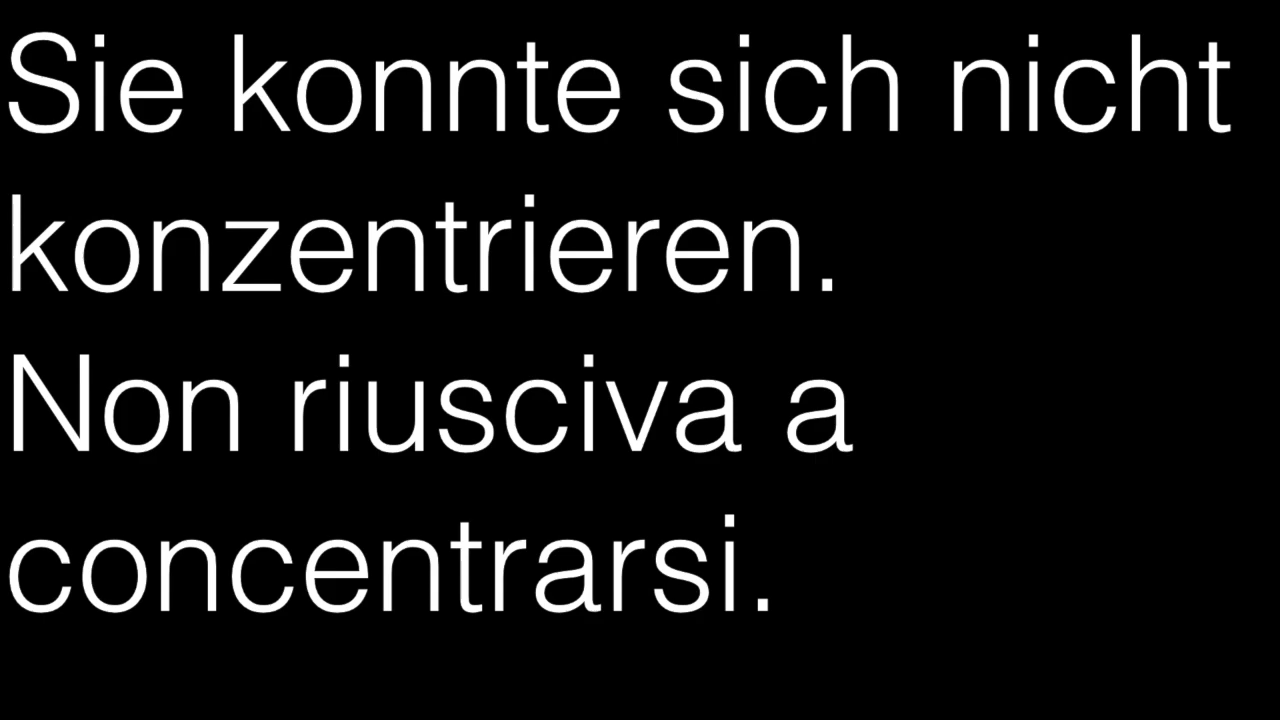 Sie konnte sich nicht
konzentrieren.
Non riusciva a
concentrarsi.